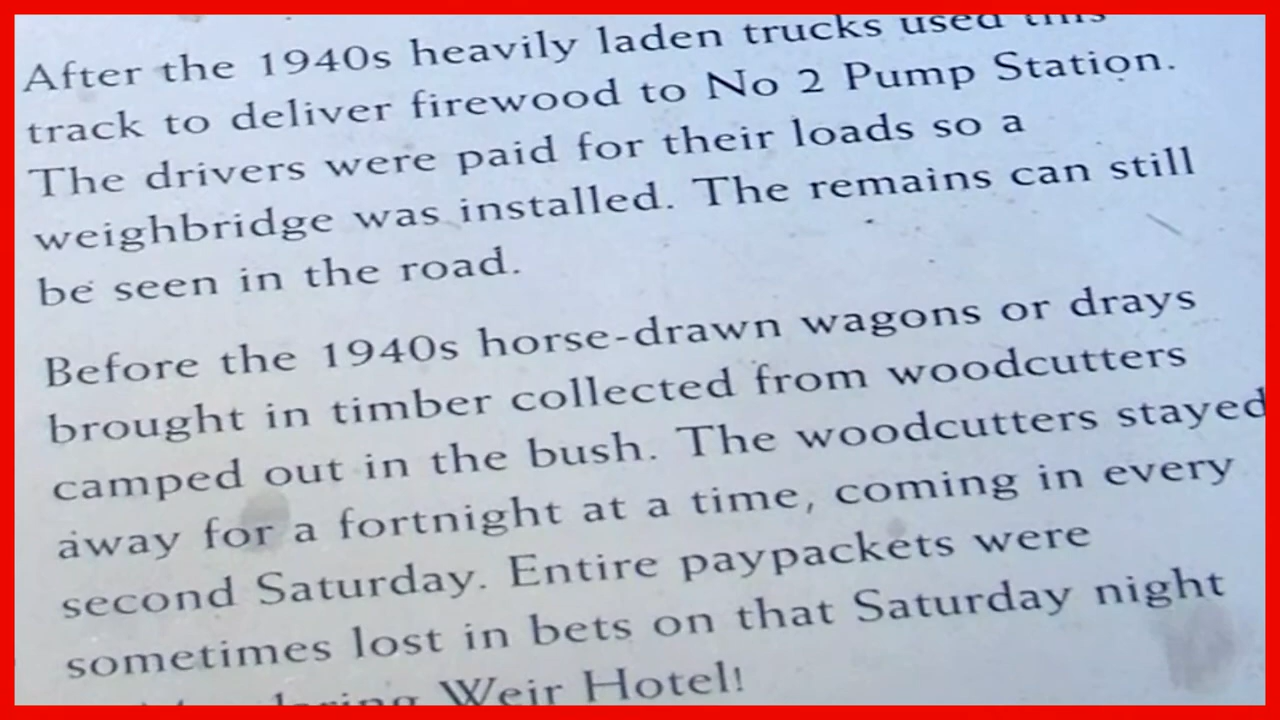 After the 1940s heavily laden trucks used this
track to deliver firewood to No 2 Pump Station.
The drivers were paid for their loads so a
weighbridge was installed. The remains can still
be seen in the road.
Before the 1940s horse-drawn wagons or drays
brought in timber collected from woodcutters
camped out in the bush. The woodcutters stayed
away for a fortnight at a time, coming in every
second Saturday. Entire paypackets were
sometimes lost in bets on that Saturday night
Weir Hotel!